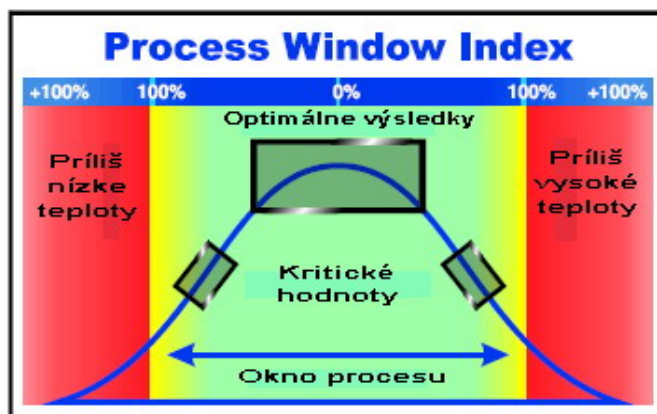 Process Window Index
+100% 100% 0% 100% +100%
Optimálne výsledky
Príliš
nízke
teploty
Príliš
vysoké
teploty
Kritické
hodnoty
Okno procesu